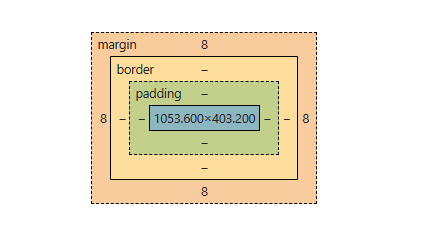 margin 8
border –
padding –
8 – – 1053.600×403.200 – – 8
–
–
8